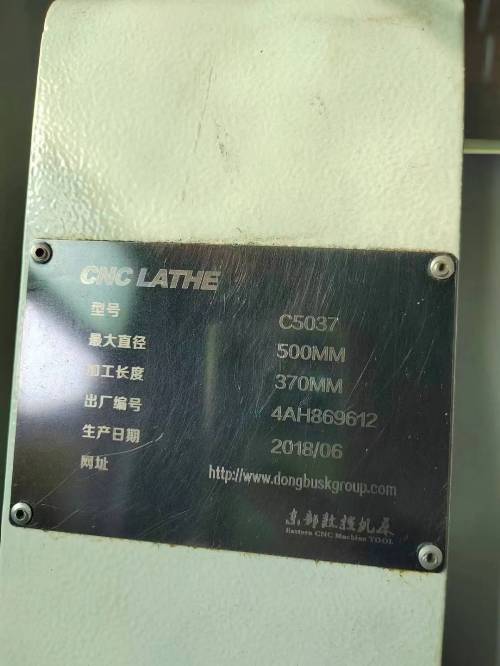 CNC LATHE
型号 C5037
最大直径 500MM
加工长度 370MM
出厂编号 4AH869612
生产日期 2018/06
网址 http://www.dongbuskgroup.com
东部数控机床
Eastern CNC Machine TOOL